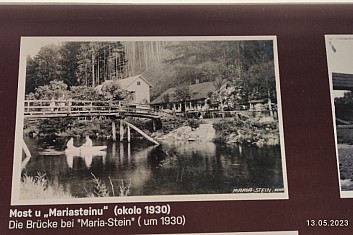 MARIA-STEIN
Most u „Mariasteinu" (okolo 1930)
Die Brücke bei "Maria-Stein" ( um 1930)
13.05.2023